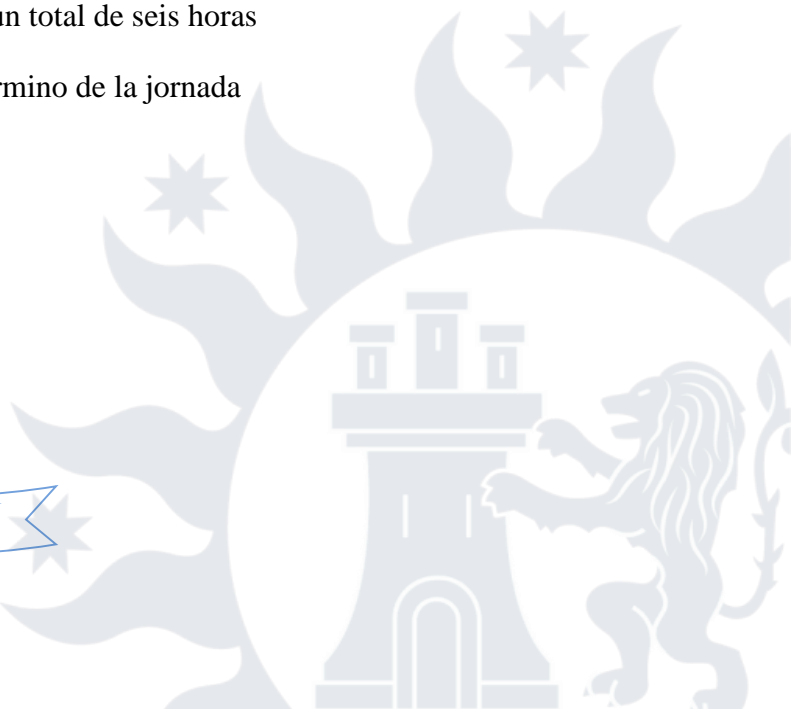 un total de seis horas
rmino de la jornada